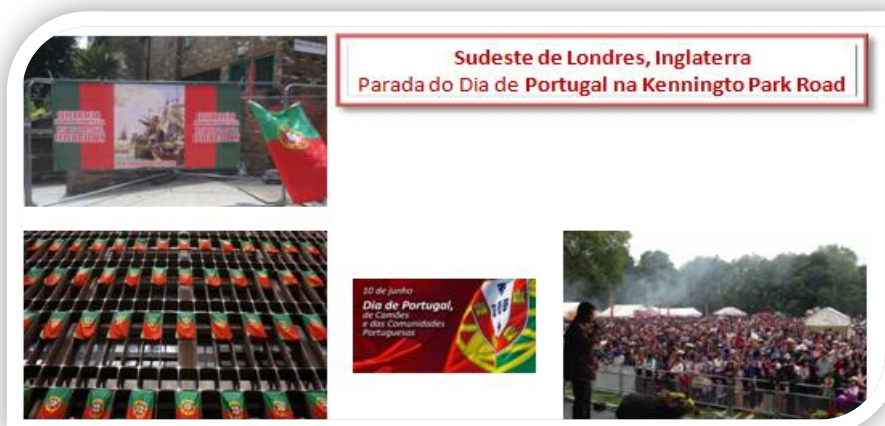 Sudeste de Londres, Inglaterra
Parada do Dia de Portugal na Kenningto Park Road
10 de junho
Dia de Portugal,
de Camões
e das Comunidades
Portuguesas